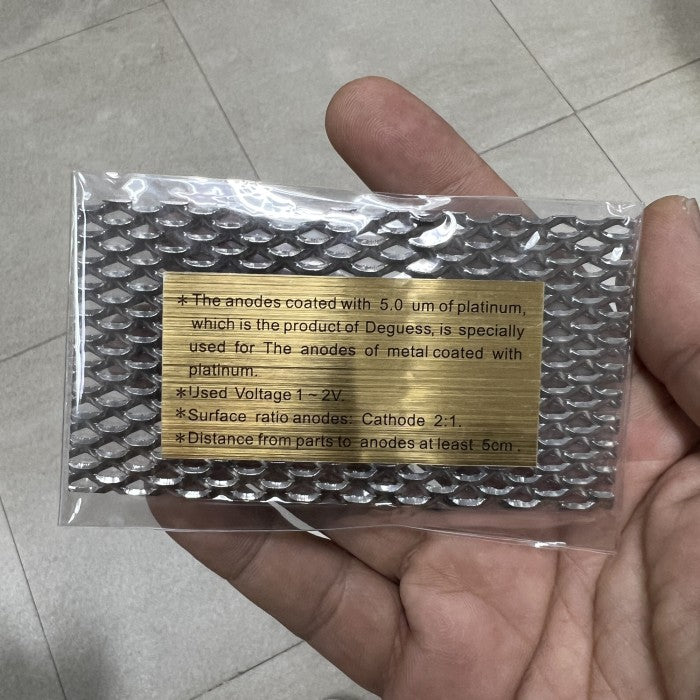 *The anodes coated with 5.0 um of platinum,
which is the product of Deguess, is specially
used for The anodes of metal coated with
platinum.
*Used Voltage 1~2V.
*Surface ratio anodes: Cathode 2:1.
*Distance from parts to anodes at least 5cm.